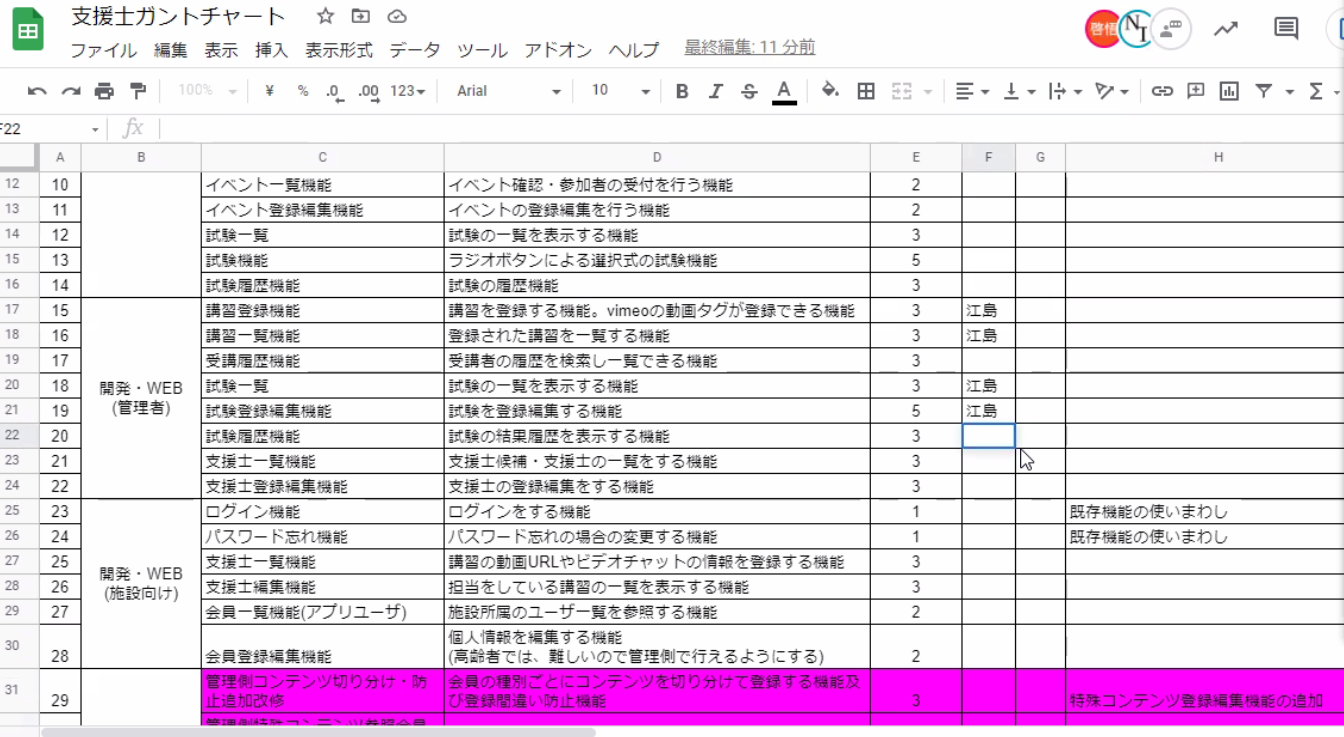 支援士ガントチャート
ファイル 編集 表示 挿入 表示形式 データ ツール アドオン ヘルプ 最終編集: 11 分前
啓悟 NI
100% ¥ % .0 .00 123 Arial 10 B I S A
F22 fx
A B C D E F G H
12 10 イベント一覧機能 イベント確認・参加者の受付を行う機能 2
13 11 イベント登録編集機能 イベントの登録編集を行う機能 2
14 12 試験一覧 試験の一覧を表示する機能 3
15 13 試験機能 ラジオボタンによる選択式の試験機能 5
16 14 試験履歴機能 試験の履歴機能 3
17 15 講習登録機能 講習を登録する機能。vimeoの動画タグが登録できる機能 3 江島
18 16 講習一覧機能 登録された講習を一覧する機能 3 江島
19 17 受講履歴機能 受講者の履歴を検索し一覧できる機能 3
20 18 開発・WEB 試験一覧 試験の一覧を表示する機能 3 江島
21 19 (管理者) 試験登録編集機能 試験を登録編集する機能 5 江島
22 20 試験履歴機能 試験の結果履歴を表示する機能 3
23 21 支援士一覧機能 支援士候補・支援士の一覧をする機能 3
24 22 支援士登録編集機能 支援士の登録編集をする機能 3
25 23 ログイン機能 ログインをする機能 1 既存機能の使いまわし
26 24 パスワード忘れ機能 パスワード忘れの場合の変更する機能 1 既存機能の使いまわし
27 25 開発・WEB 支援士一覧機能 講習の動画URLやビデオチャットの情報を登録する機能 3
28 26 (施設向け) 支援士編集機能 担当をしている講習の一覧を表示する機能 3
29 27 会員一覧機能(アプリユーザ) 施設所属のユーザ一覧を参照する機能 2
個人情報を編集する機能
30 28 会員登録編集機能 (高齢者では、難しいので管理側で行えるようにする) 2
管理側コンテンツ切り分け・防 会員の種別ごとにコンテンツを切り分けて登録する機能及
31 29 止追加改修 び登録間違い防止機能 3 特殊コンテンツ登録編集機能の追加
管理側特殊コンテンツ参照会員